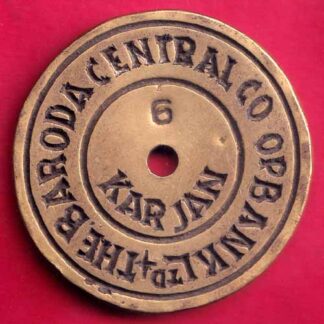 THE BARODA CENTRAL CO OP BANK LTD +
6
KARJAN